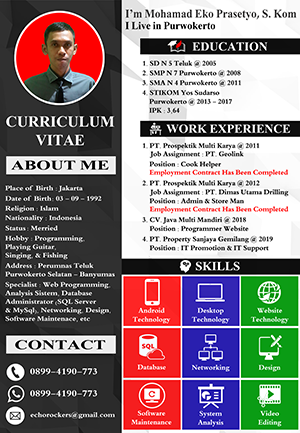 I'm Mohamad Eko Prasetyo, S. Kom
I Live in Purwokerto
EDUCATION
1. SD N 5 Teluk @ 2005
2. SMP N 7 Purwokerto @ 2008
3. SMA N 4 Purwokerto @ 2011
4. STIKOM Yos Sudarso
Purwokerto @ 2013 - 2017
IPK : 3,64
CURRICULUM
VITAE
ABOUT ME
Place of Birth : Jakarta
Date of Birth: 03 - 09 - 1992
Religion : Islam
Nationality : Indonesia
Status : Merried
Hobby : Programming,
Playing Guitar,
Singing, & Fishing
Address : Perumnas Teluk
Purwokerto Selatan - Banyumas
Specialist : Web Programming,
Analysis Sistem, Database
Administrator (SQL Server
& MySql), Networking, Design,
Software Maintenace, etc
CONTACT
0899-4190-773
0899-4190-773
echorockers@gmail.com
WORK EXPERIENCE
1. PT. Prospektik Multi Karya @ 2011
Job Assignment : PT. Geolink
Position : Cook Helper
Employment Contract Has Been Completed
2. PT. Prospektik Multi Karya @ 2012
Job Assignment : PT. Dimas Utama Drilling
Position : Admin & Store Man
Employment Contract Has Been Completed
3. CV. Java Multi Mandiri @ 2018
Position : Programmer Website
4. PT. Property Sanjaya Gemilang @ 2019
Position : IT Promotion & IT Support
SKILLS
Android
Technology
Desktop
Technology
Website
Technology
SQL
Database
Networking
Design
Software
Maintenance
System
Analysis
Video
Editing